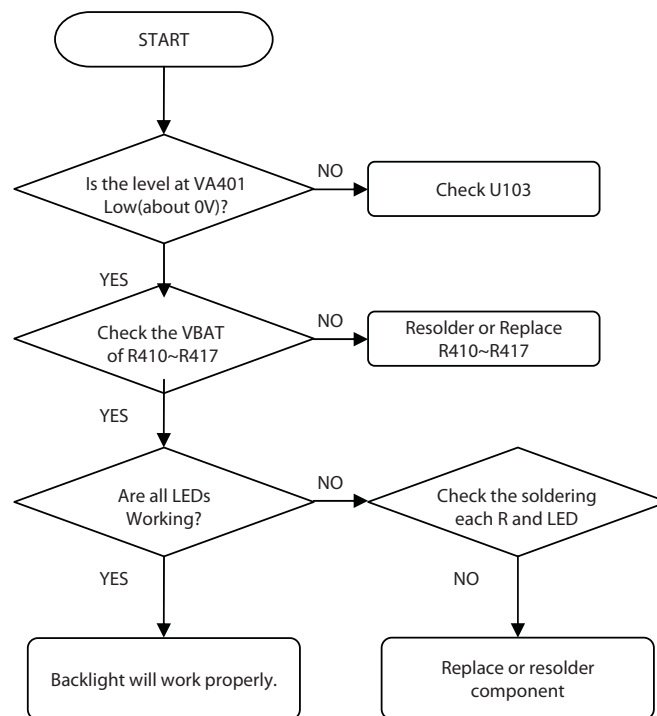 START
Is the level at VA401
Low(about 0V)?
NO
Check U103
YES
Check the VBAT
of R410~R417
NO
Resolder or Replace
R410~R417
YES
Are all LEDs
Working?
NO
Check the soldering
each R and LED
YES
NO
Backlight will work properly.
Replace or resolder
component